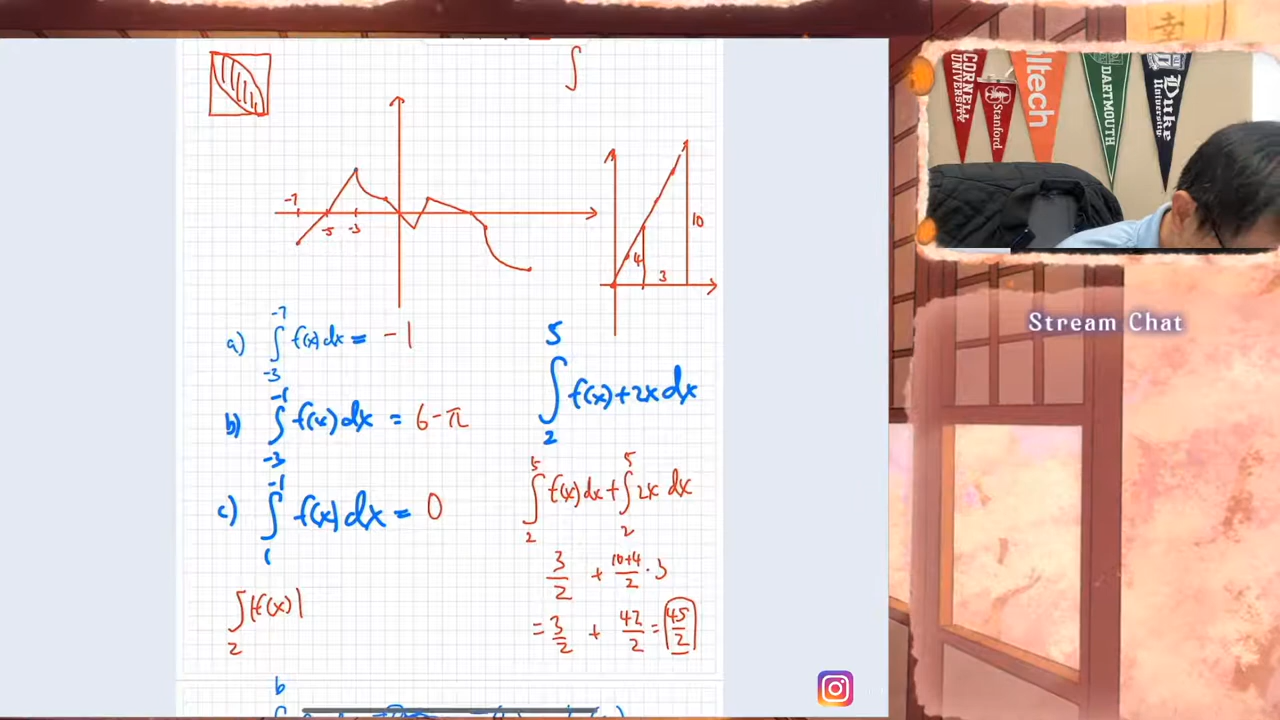 ∫
-7 -5 -3
10
4
3
a) ∫_{-3}^{-7} f(x)dx = -1
b) ∫_{-3}^{-1} f(x)dx = 6-π
c) ∫_{1}^{-1} f(x)dx = 0
∫_{2} |f(x)|
∫_{2}^{5} f(x)+2x dx
∫_{2}^{5} f(x)dx + ∫_{2}^{5} 2x dx
3/2 + (10+4)/2 · 3
= 3/2 + 42/2 = 45/2
b
CORNELL UNIVERSITY
S
Stanford
ltech
DARTMOUTH
Duke University
幸
Stream Chat